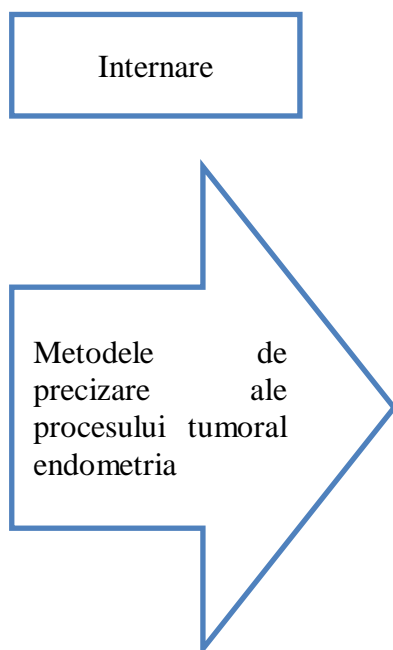 Internare
Metodele de
precizare ale
procesului tumoral
endometria